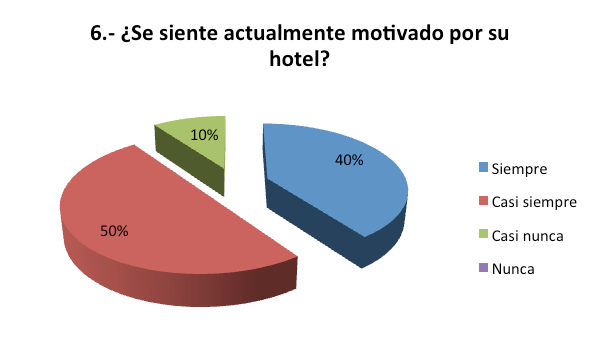 6.- ¿Se siente actualmente motivado por su
hotel?
10%
40%
50%
Siempre
Casi siempre
Casi nunca
Nunca